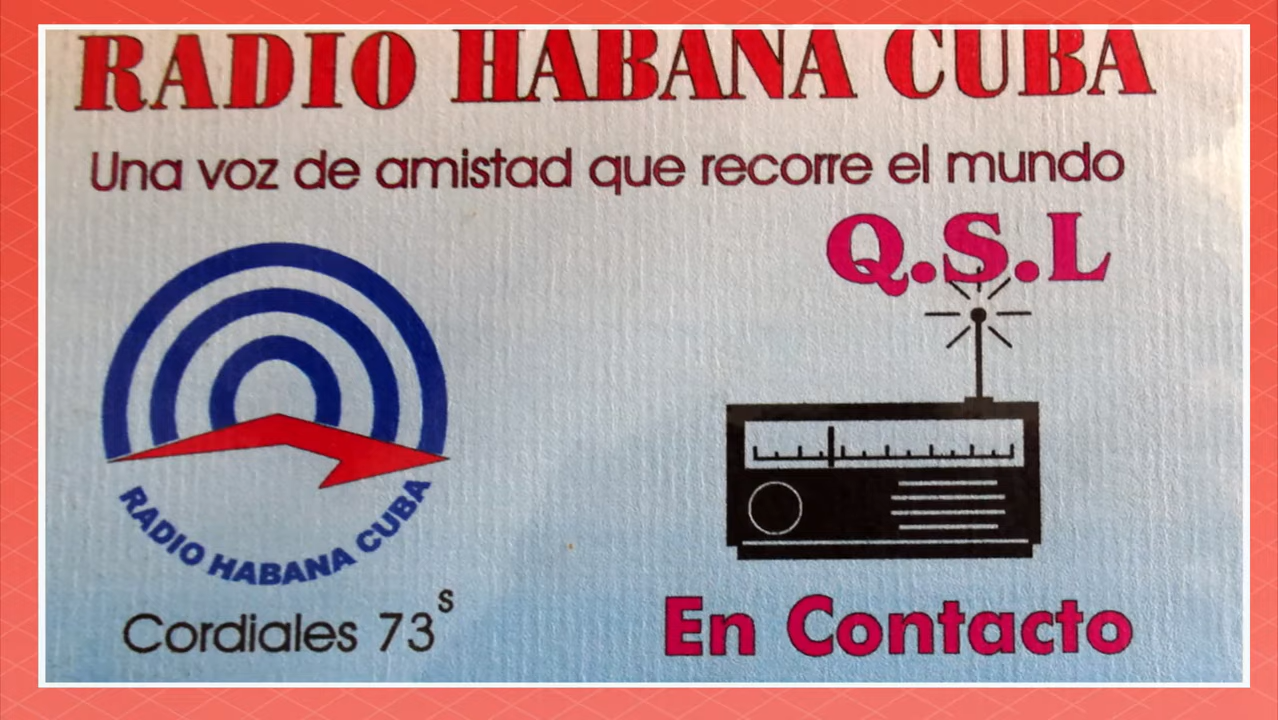 RADIO HABANA CUBA
Una voz de amistad que recorre el mundo
Q.S.L
RADIO HABANA CUBA
Cordiales 73s
En Contacto